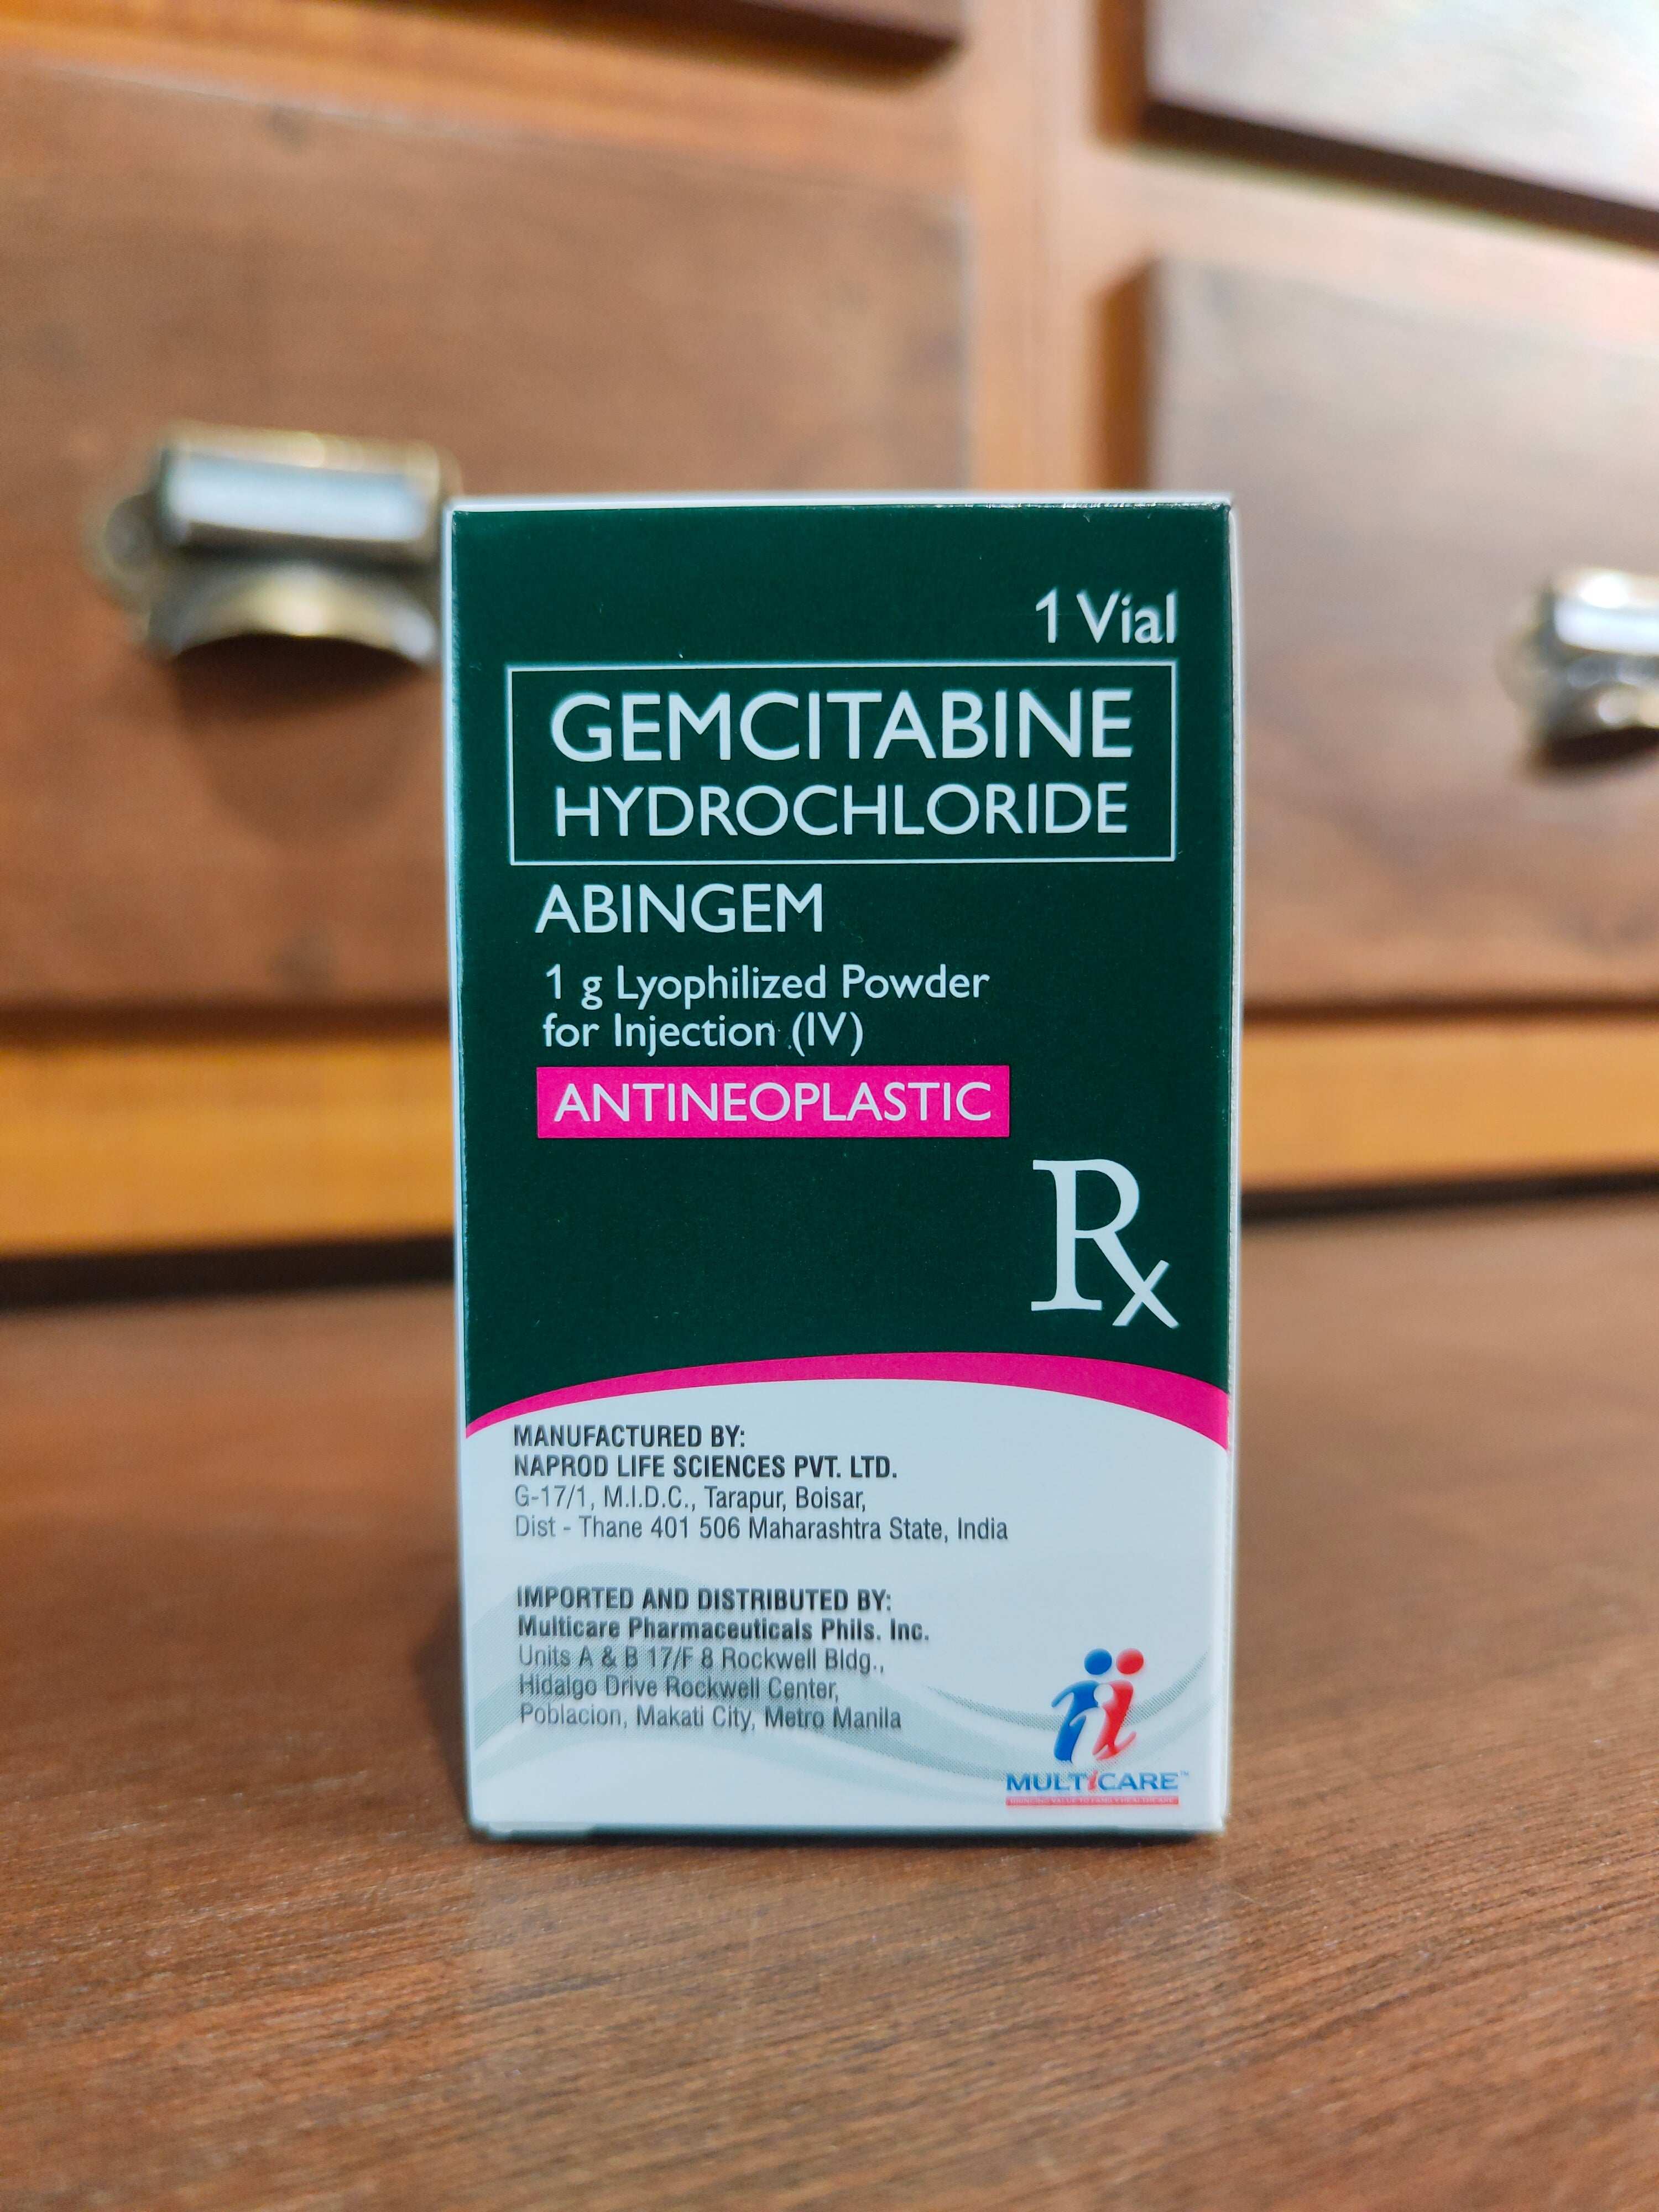 1 Vial
GEMCITABINE
HYDROCHLORIDE
ABINGEM
1 g Lyophilized Powder
for Injection (IV)
ANTINEOPLASTIC
Rx
MANUFACTURED BY:
NAPROD LIFE SCIENCES PVT. LTD.
G-17/1, M.I.D.C., Tarapur, Boisar,
Dist - Thane 401 506 Maharashtra State, India
IMPORTED AND DISTRIBUTED BY:
Multicare Pharmaceuticals Phils. Inc.
Units A & B 17/F 8 Rockwell Bldg.,
Hidalgo Drive Rockwell Center,
Poblacion, Makati City, Metro Manila
MULTiCARE™